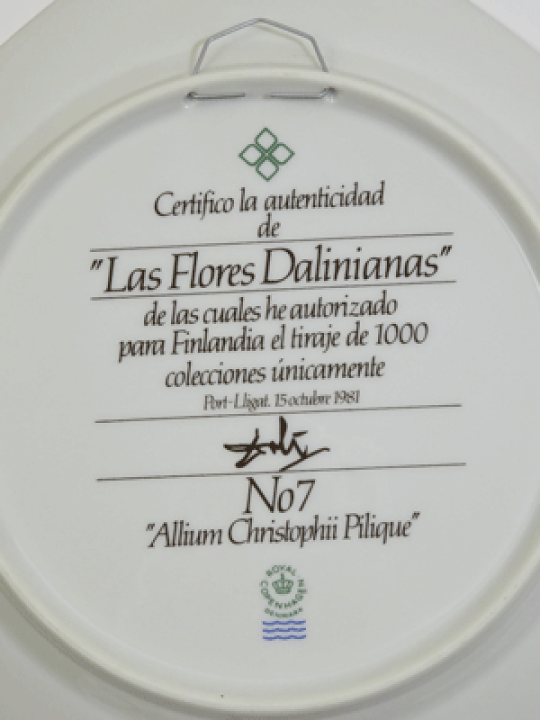 Certifico la autenticidad
de
"Las Flores Dalinianas"
de las cuales he autorizado
para Finlandia el tiraje de 1000
colecciones únicamente
Port-Lligat. 15 octubre 1981
Dalí
No7
"Allium Christophii Pilique"
ROYAL
COPENHAGEN
DENMARK